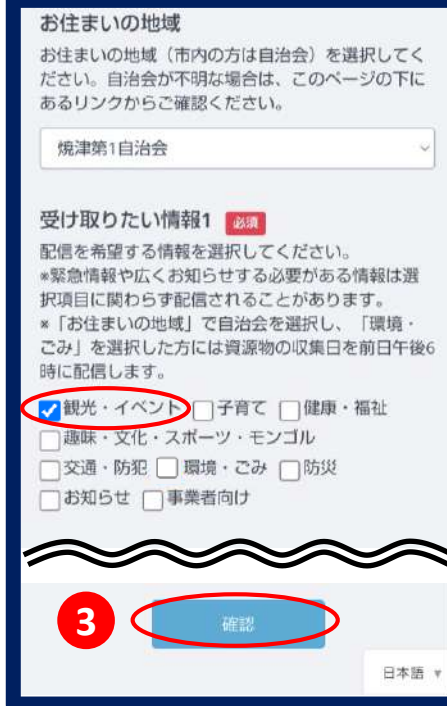 お住まいの地域
お住まいの地域（市内の方は自治会）を選択してく
ださい。自治会が不明な場合は、このページの下に
あるリンクからご確認ください。
焼津第1自治会
受け取りたい情報1 必須
配信を希望する情報を選択してください。
*緊急情報や広くお知らせする必要がある情報は選
択項目に関わらず配信されることがあります。
*「お住まいの地域」で自治会を選択し、「環境・
ごみ」を選択した方には資源物の収集日を前日午後6
時に配信します。
観光・イベント 子育て 健康・福祉
趣味・文化・スポーツ・モンゴル
交通・防犯 環境・ごみ 防災
お知らせ 事業者向け
3 確認
日本語